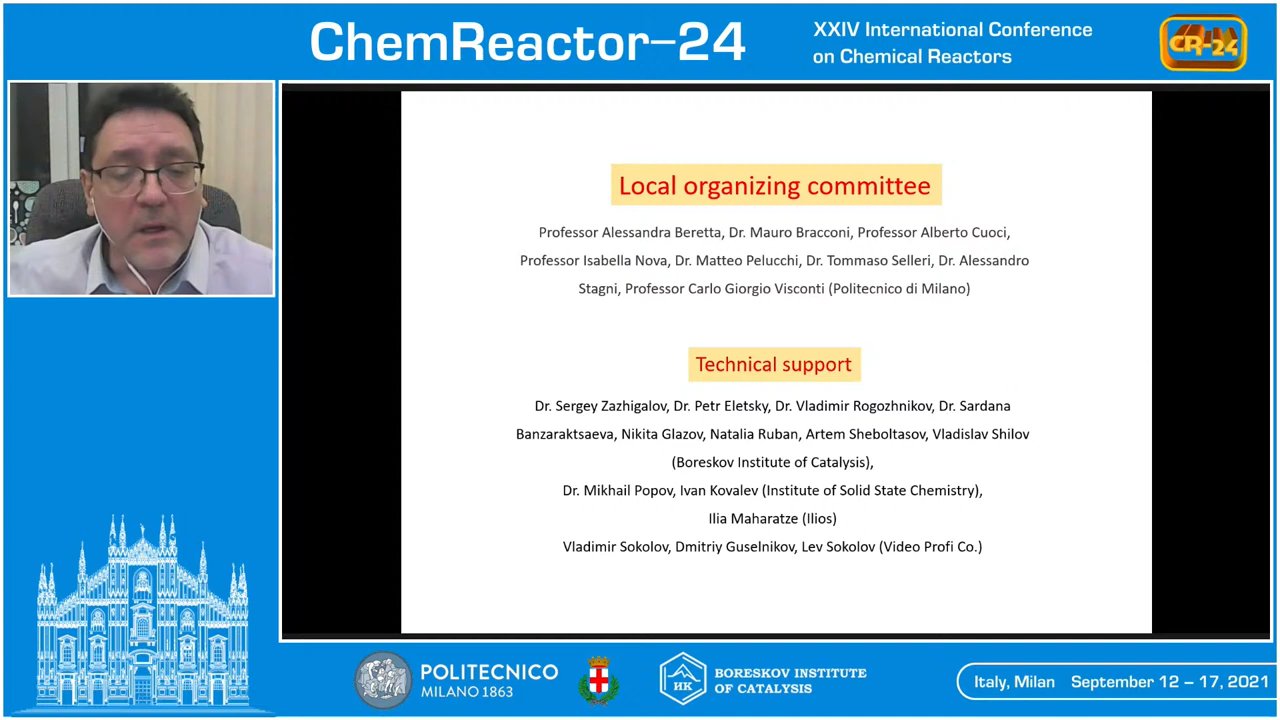 ChemReactor–24
XXIV International Conference
on Chemical Reactors
CR-24
Local organizing committee
Professor Alessandra Beretta, Dr. Mauro Bracconi, Professor Alberto Cuoci,
Professor Isabella Nova, Dr. Matteo Pelucchi, Dr. Tommaso Selleri, Dr. Alessandro
Stagni, Professor Carlo Giorgio Visconti (Politecnico di Milano)
Technical support
Dr. Sergey Zazhigalov, Dr. Petr Eletsky, Dr. Vladimir Rogozhnikov, Dr. Sardana
Banzaraktsaeva, Nikita Glazov, Natalia Ruban, Artem Sheboltasov, Vladislav Shilov
(Boreskov Institute of Catalysis),
Dr. Mikhail Popov, Ivan Kovalev (Institute of Solid State Chemistry),
Ilia Maharatze (Ilios)
Vladimir Sokolov, Dmitriy Guselnikov, Lev Sokolov (Video Profi Co.)
POLITECNICO
MILANO 1863
ИК
BORESKOV INSTITUTE
OF CATALYSIS
Italy, Milan September 12 – 17, 2021